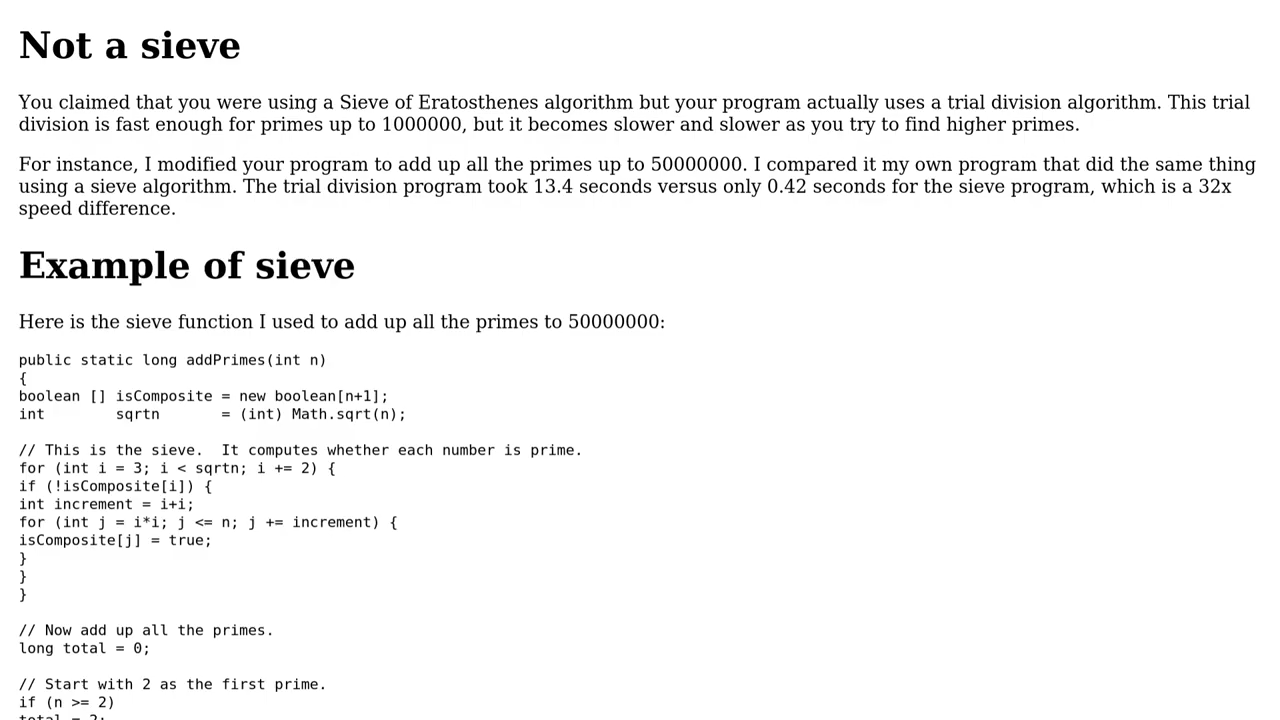 Not a sieve
You claimed that you were using a Sieve of Eratosthenes algorithm but your program actually uses a trial division algorithm. This trial
division is fast enough for primes up to 1000000, but it becomes slower and slower as you try to find higher primes.
For instance, I modified your program to add up all the primes up to 50000000. I compared it my own program that did the same thing
using a sieve algorithm. The trial division program took 13.4 seconds versus only 0.42 seconds for the sieve program, which is a 32x
speed difference.
Example of sieve
Here is the sieve function I used to add up all the primes to 50000000:
public static long addPrimes(int n)
{
boolean [] isComposite = new boolean[n+1];
int        sqrtn       = (int) Math.sqrt(n);
// This is the sieve.  It computes whether each number is prime.
for (int i = 3; i < sqrtn; i += 2) {
if (!isComposite[i]) {
int increment = i+i;
for (int j = i*i; j <= n; j += increment) {
isComposite[j] = true;
}
}
}
// Now add up all the primes.
long total = 0;
// Start with 2 as the first prime.
if (n >= 2)
total = 2;